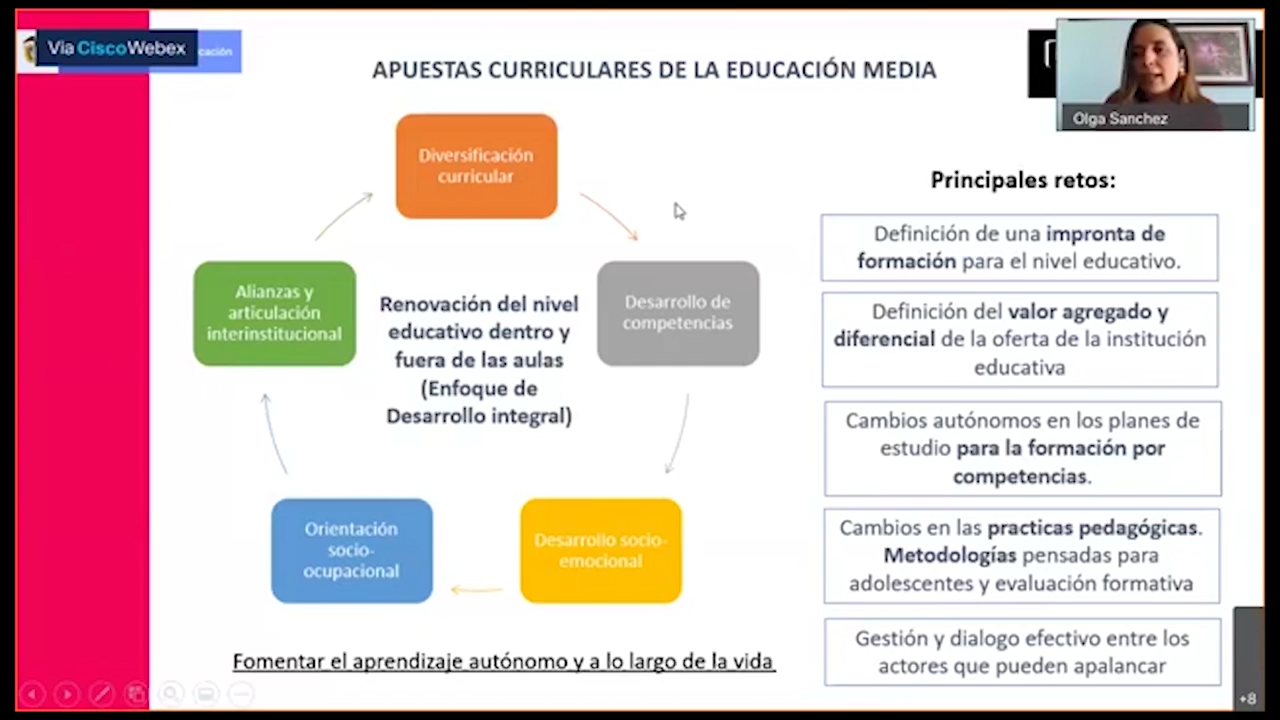 Vía CiscoWebex
cación
APUESTAS CURRICULARES DE LA EDUCACIÓN MEDIA
Olga Sanchez
Diversificación
curricular
Desarrollo de
competencias
Desarrollo socio-
emocional
Orientación
socio-
ocupacional
Alianzas y
articulación
interinstitucional
Renovación del nivel
educativo dentro y
fuera de las aulas
(Enfoque de
Desarrollo integral)
Fomentar el aprendizaje autónomo y a lo largo de la vida
Principales retos:
Definición de una impronta de
formación para el nivel educativo.
Definición del valor agregado y
diferencial de la oferta de la institución
educativa
Cambios autónomos en los planes de
estudio para la formación por
competencias.
Cambios en las practicas pedagógicas.
Metodologías pensadas para
adolescentes y evaluación formativa
Gestión y dialogo efectivo entre los
actores que pueden apalancar
+8